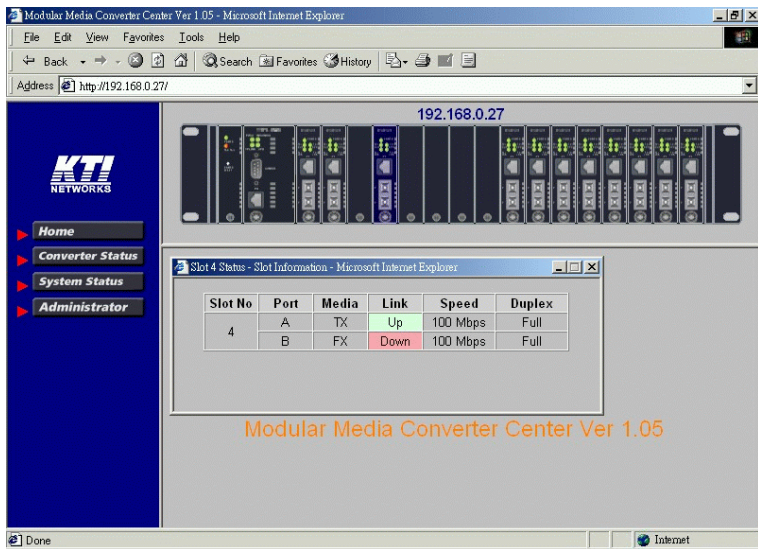 Modular Media Converter Center Ver 1.05 - Microsoft Internet Explorer
File Edit View Favorites Tools Help
Back Search Favorites History
Address http://192.168.0.27/
192.168.0.27
KTI
NETWORKS
Home
Converter Status
System Status
Administrator
Slot 4 Status - Slot Information - Microsoft Internet Explorer
Slot No Port Media Link Speed Duplex
4 A TX Up 100 Mbps Full
B FX Down 100 Mbps Full
Modular Media Converter Center Ver 1.05
Done Internet